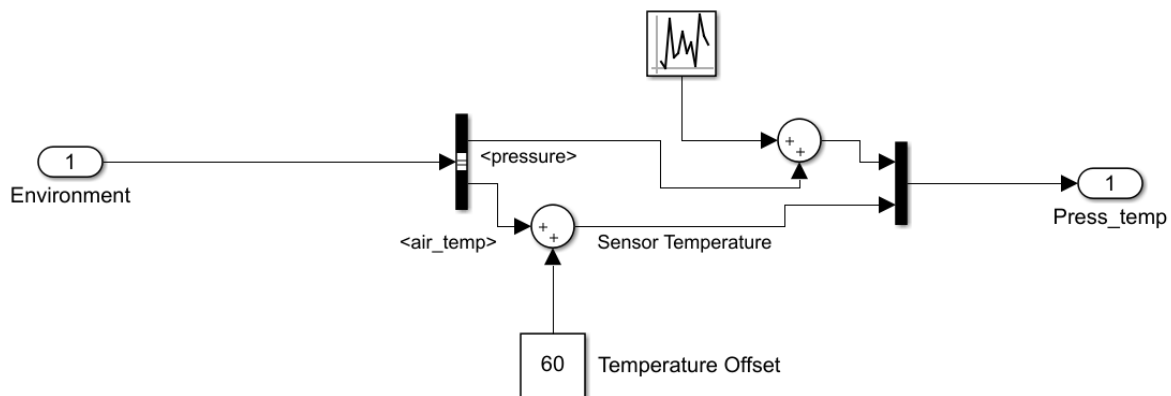 1
Environment
<pressure>
<air_temp>
+
+
+
+
Sensor Temperature
60
Temperature Offset
1
Press_temp